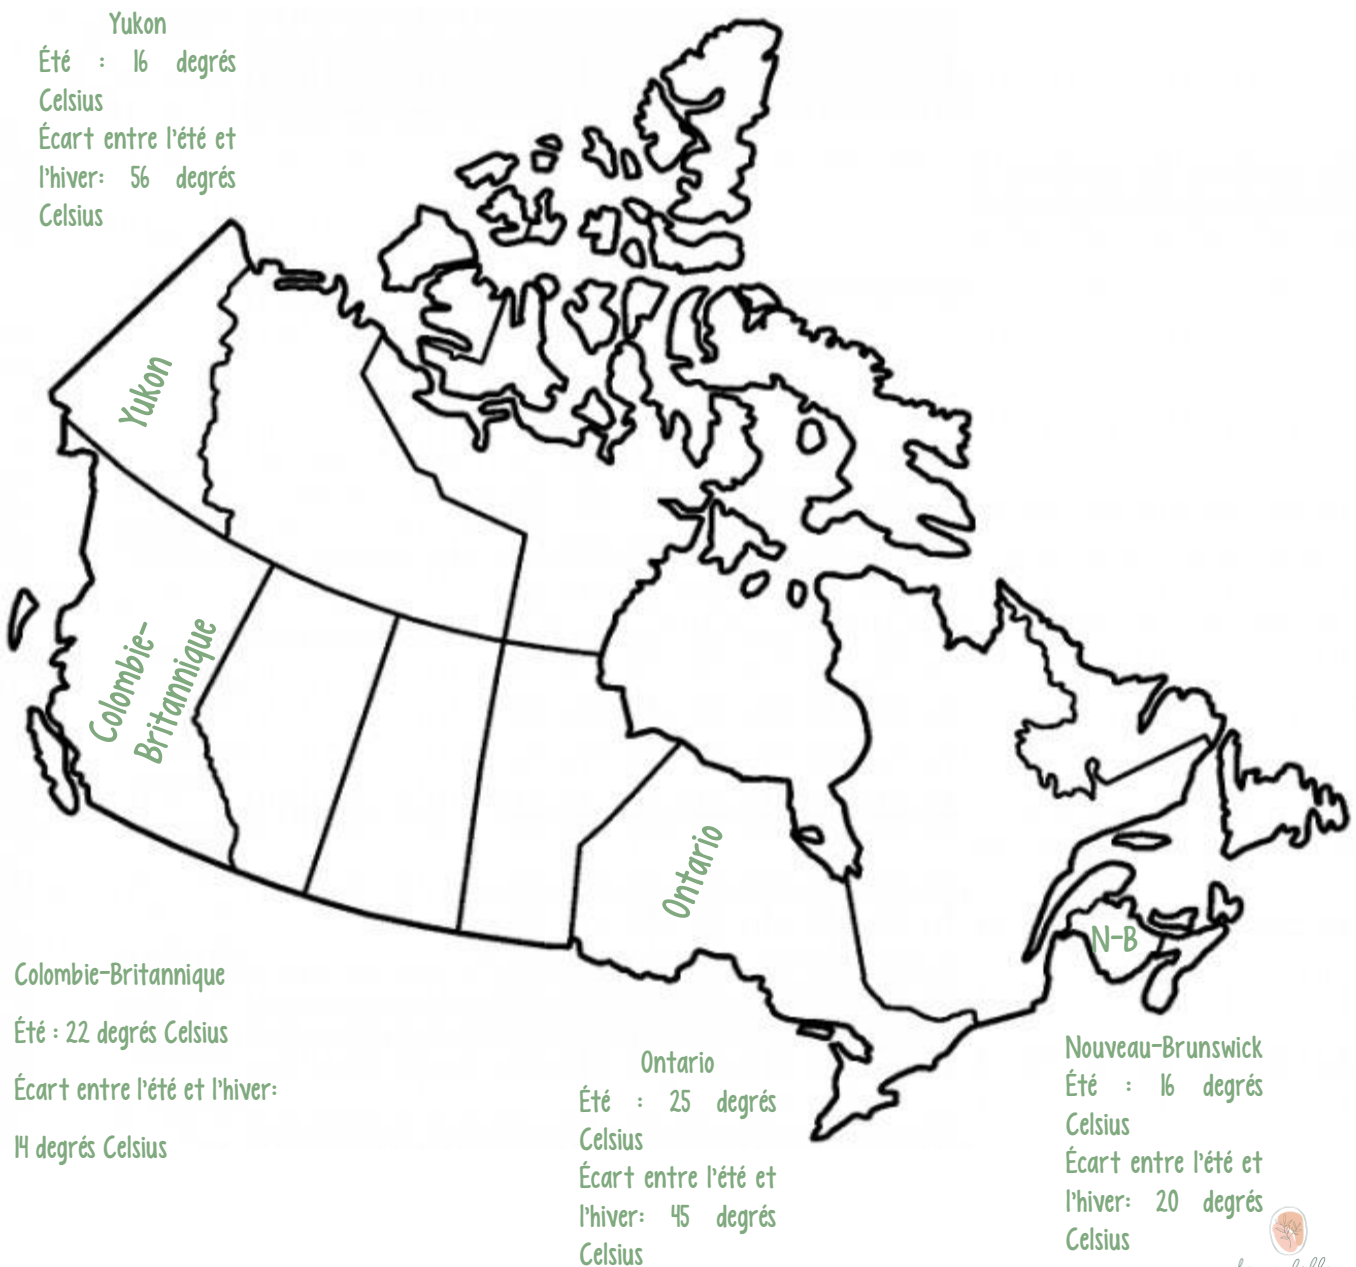 Yukon
Été : 16 degrés
Celsius
Écart entre l'été et
l'hiver: 56 degrés
Celsius
Yukon
Colombie-
Britannique
Ontario
N-B
Colombie-Britannique
Été : 22 degrés Celsius
Écart entre l'été et l'hiver:
14 degrés Celsius
Ontario
Été : 25 degrés
Celsius
Écart entre l'été et
l'hiver: 45 degrés
Celsius
Nouveau-Brunswick
Été : 16 degrés
Celsius
Écart entre l'été et
l'hiver: 20 degrés
Celsius